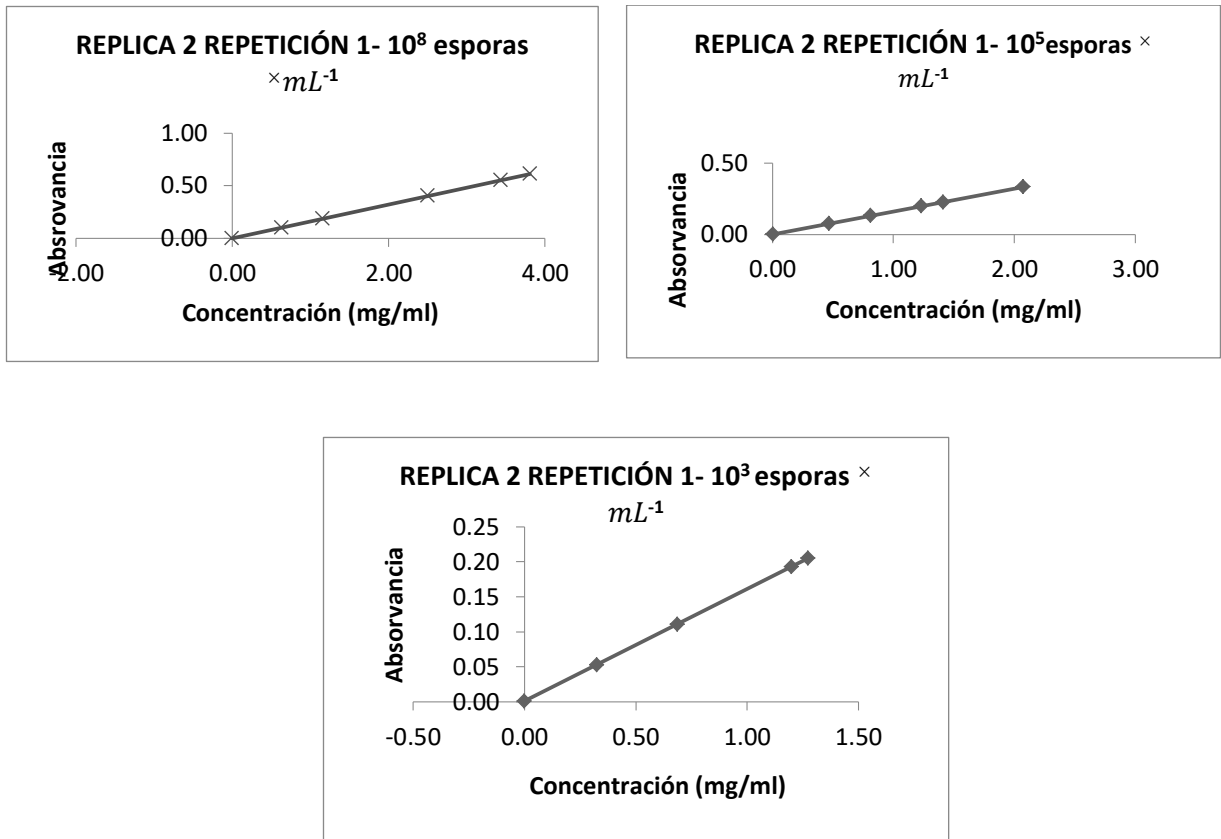 REPLICA 2 REPETICIÓN 1- 10⁸ esporas
× mL⁻¹
1.00
0.50
0.00
Absrovancia
-2.00 0.00 2.00 4.00
Concentración (mg/ml)
REPLICA 2 REPETICIÓN 1- 10⁵esporas ×
mL⁻¹
0.50
0.00
Absorvancia
0.00 1.00 2.00 3.00
Concentración (mg/ml)
REPLICA 2 REPETICIÓN 1- 10³ esporas ×
mL⁻¹
0.25
0.20
0.15
0.10
0.05
0.00
Absorvancia
-0.50 0.00 0.50 1.00 1.50
Concentración (mg/ml)